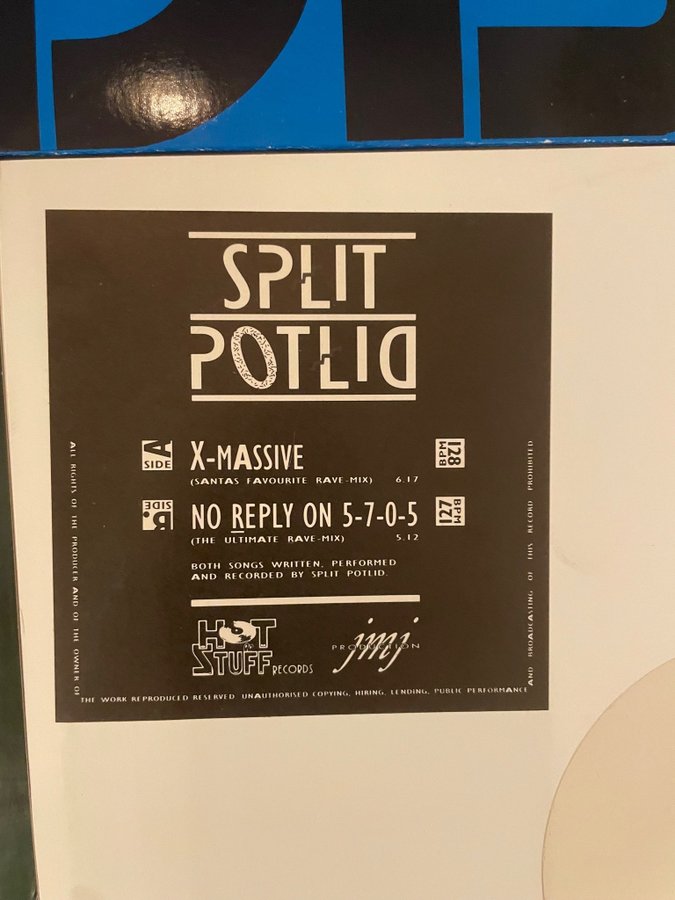 SPLIT
POTLID
SIDE A
X-MASSIVE
BPM 128
(SANTAS FAVOURITE RAVE-MIX) 6.17
SIDE B.
NO REPLY ON 5-7-0-5
BPM 127
(THE ULTIMATE RAVE-MIX) 5.12
BOTH SONGS WRITTEN, PERFORMED
AND RECORDED BY SPLIT POTLID.
HOT
STUFF RECORDS
jmj
PRODUCTION
ALL RIGHTS OF THE PRODUCER AND OF THE OWNER OF
THE WORK REPRODUCED RESERVED. UNAUTHORISED COPYING, HIRING, LENDING, PUBLIC PERFORMANCE
AND BROADCASTING OF THIS RECORD PROHIBITED